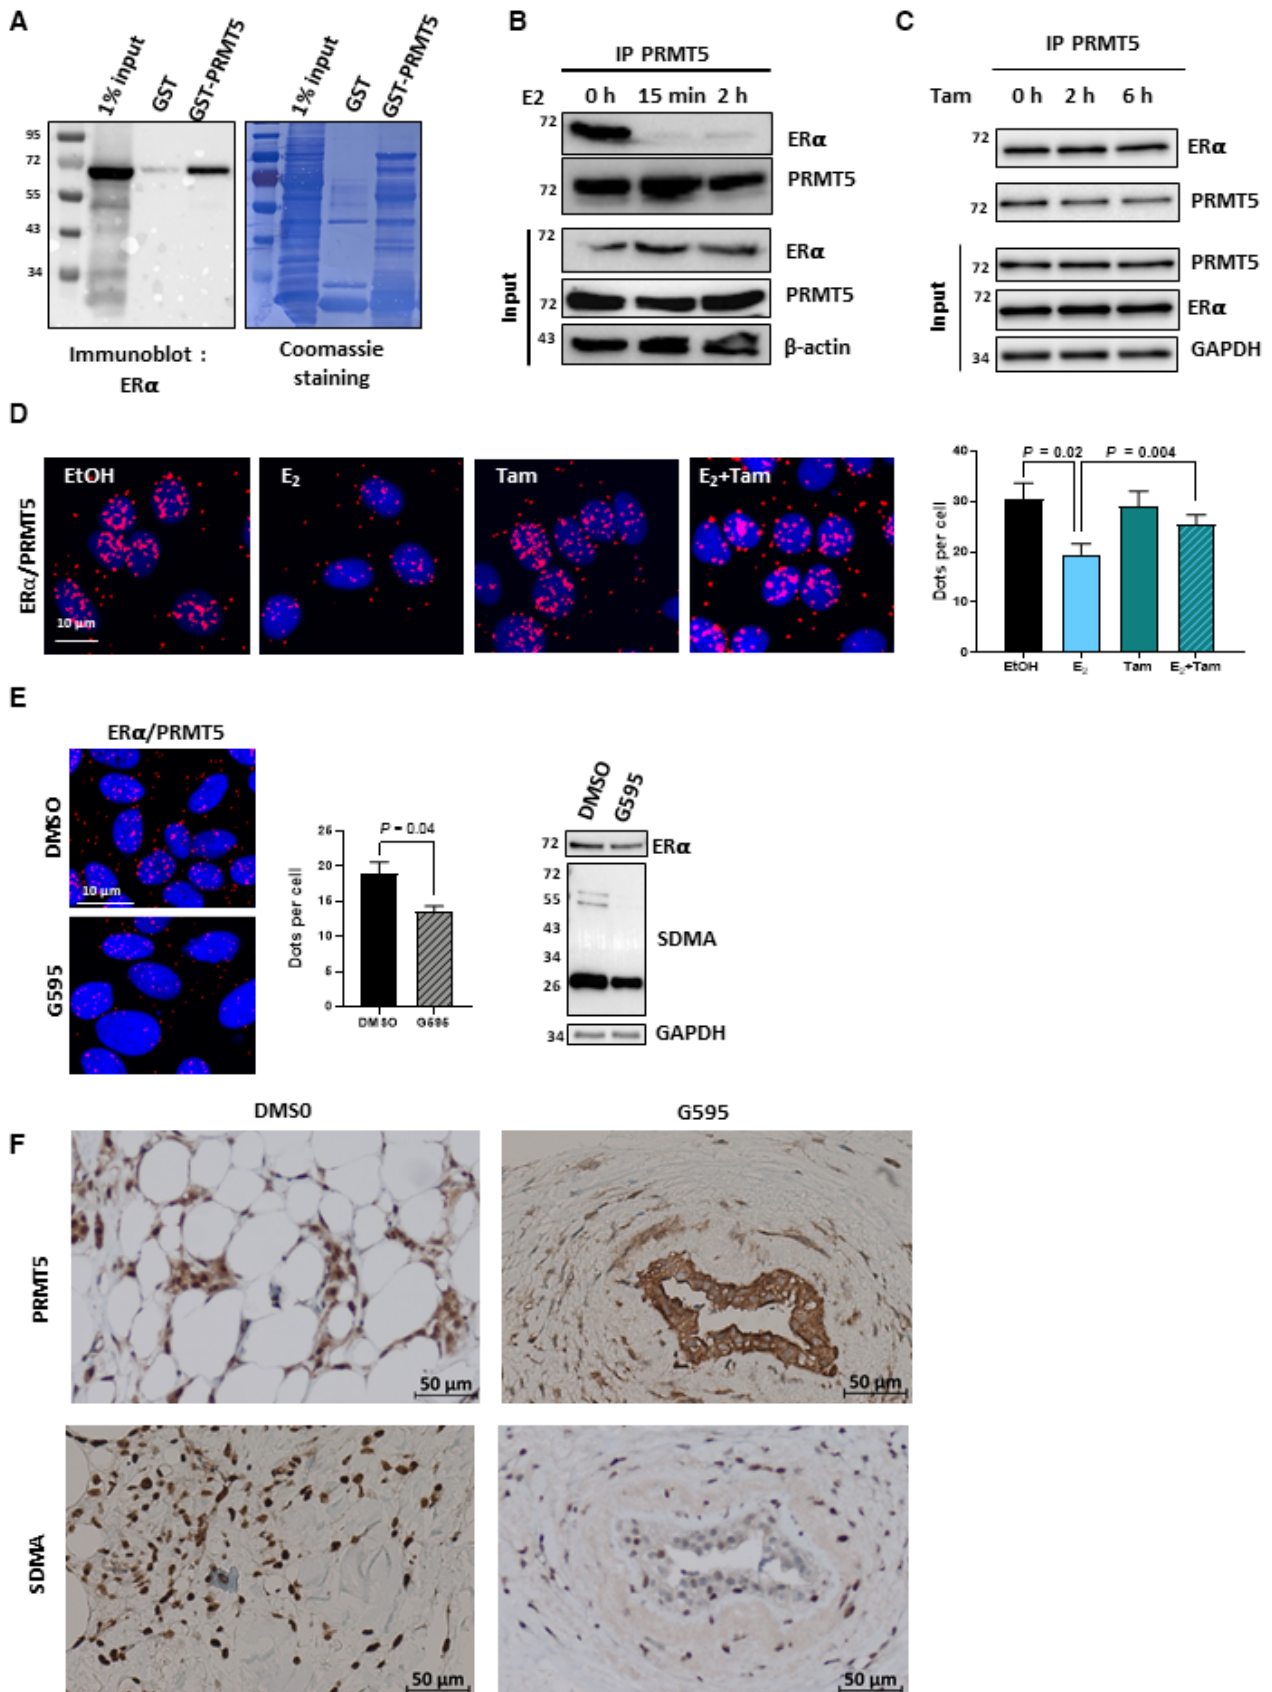 A
1% input
GST
GST-PRMT5
1% input
GST
GST-PRMT5
95
72
55
43
34
Immunoblot :
ERα
Coomassie
staining
B
IP PRMT5
E2
0 h
15 min
2 h
72
ERα
72
PRMT5
Input
72
ERα
72
PRMT5
43
β-actin
C
IP PRMT5
Tam
0 h
2 h
6 h
72
ERα
72
PRMT5
Input
72
PRMT5
72
ERα
34
GAPDH
D
ERα/PRMT5
EtOH
10 µm
E2
Tam
E2+Tam
Dots per cell
40
30
20
10
0
P = 0.02
P = 0.004
EtOH
E2
Tam
E2+Tam
E
ERα/PRMT5
DMSO
10 µm
G595
Dots per cell
26
20
16
10
5
0
P = 0.04
DMSO
G595
DMSO
G595
72
ERα
72
55
43
34
26
SDMA
34
GAPDH
F
DMSO
G595
PRMT5
50 µm
50 µm
SDMA
50 µm
50 µm